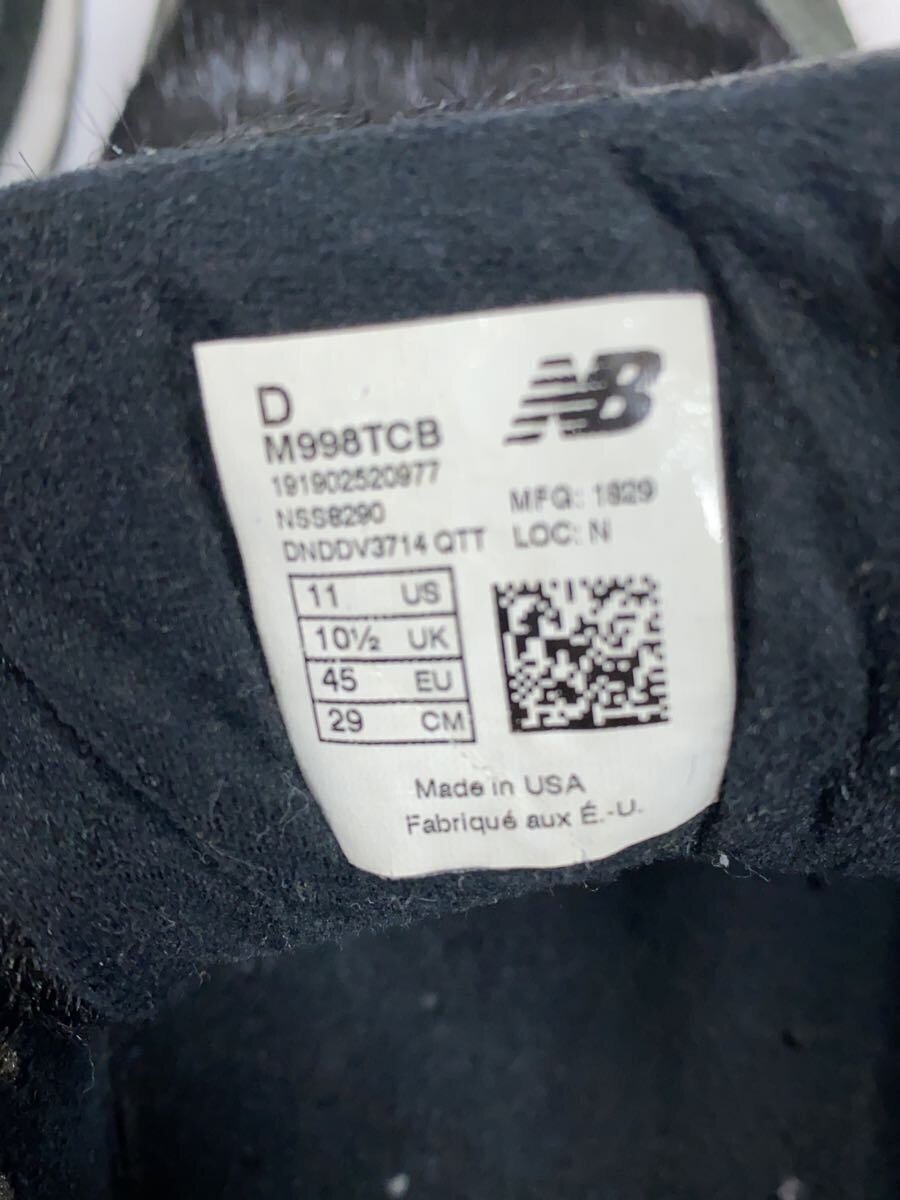 D
NB
M998TCB
191902520977
NSS8290
MFG: 1829
DNDDV3714 QTT
LOC: N
11 US
10½ UK
45 EU
29 CM
Made in USA
Fabriqué aux É.-U.